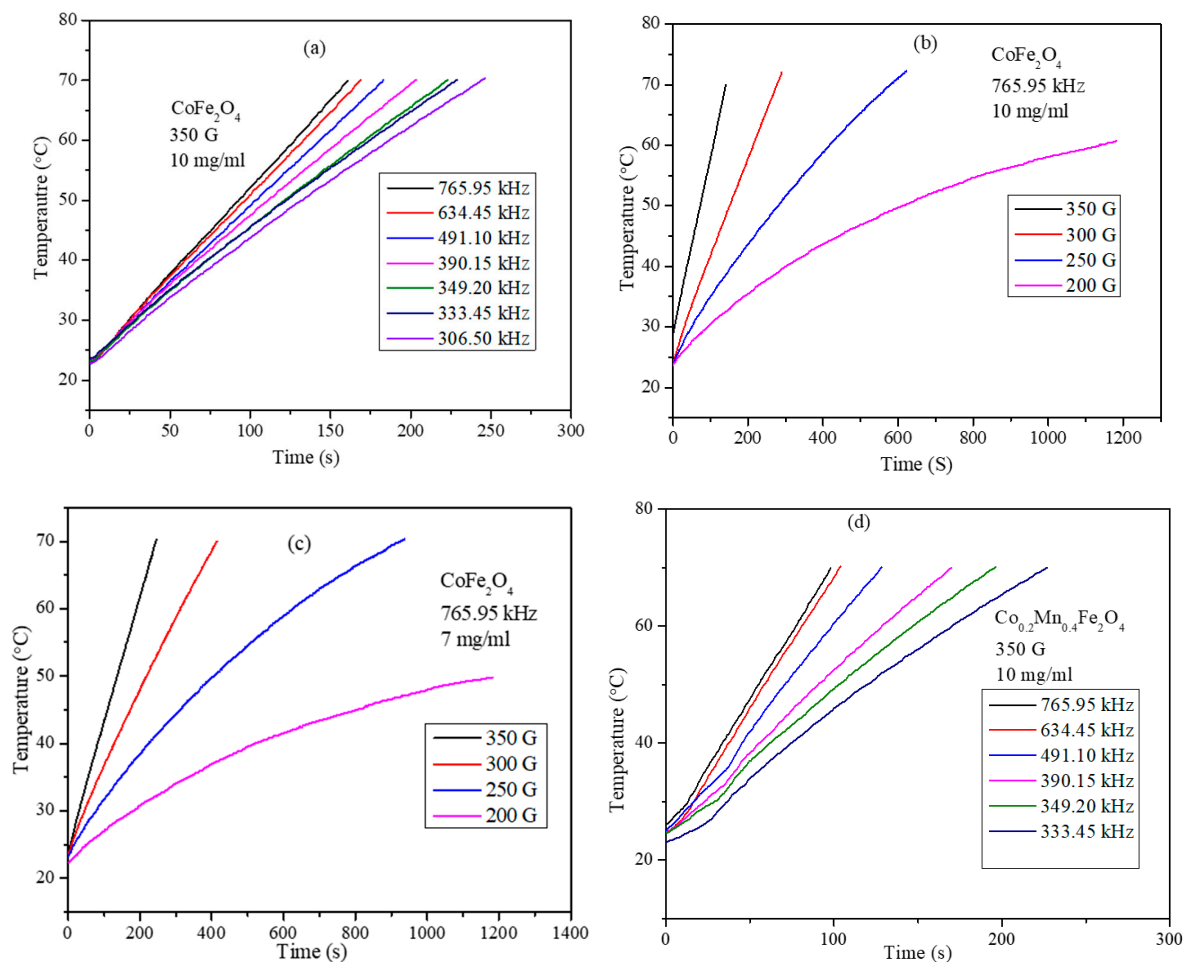 (a)
CoFe2O4
350 G
10 mg/ml
765.95 kHz
634.45 kHz
491.10 kHz
390.15 kHz
349.20 kHz
333.45 kHz
306.50 kHz
80
70
60
50
40
30
20
Temperautre (°C)
0 50 100 150 200 250 300
Time (s)
(b)
CoFe2O4
765.95 kHz
10 mg/ml
350 G
300 G
250 G
200 G
80
70
60
50
40
30
20
Temperature (°C)
0 200 400 600 800 1000 1200
Time (S)
(c)
CoFe2O4
765.95 kHz
7 mg/ml
350 G
300 G
250 G
200 G
70
60
50
40
30
20
Temperature (°C)
0 200 400 600 800 1000 1200 1400
Time (s)
(d)
Co0.2Mn0.4Fe2O4
350 G
10 mg/ml
765.95 kHz
634.45 kHz
491.10 kHz
390.15 kHz
349.20 kHz
333.45 kHz
80
60
40
20
Temperature (°C)
0 100 200 300
Time (s)